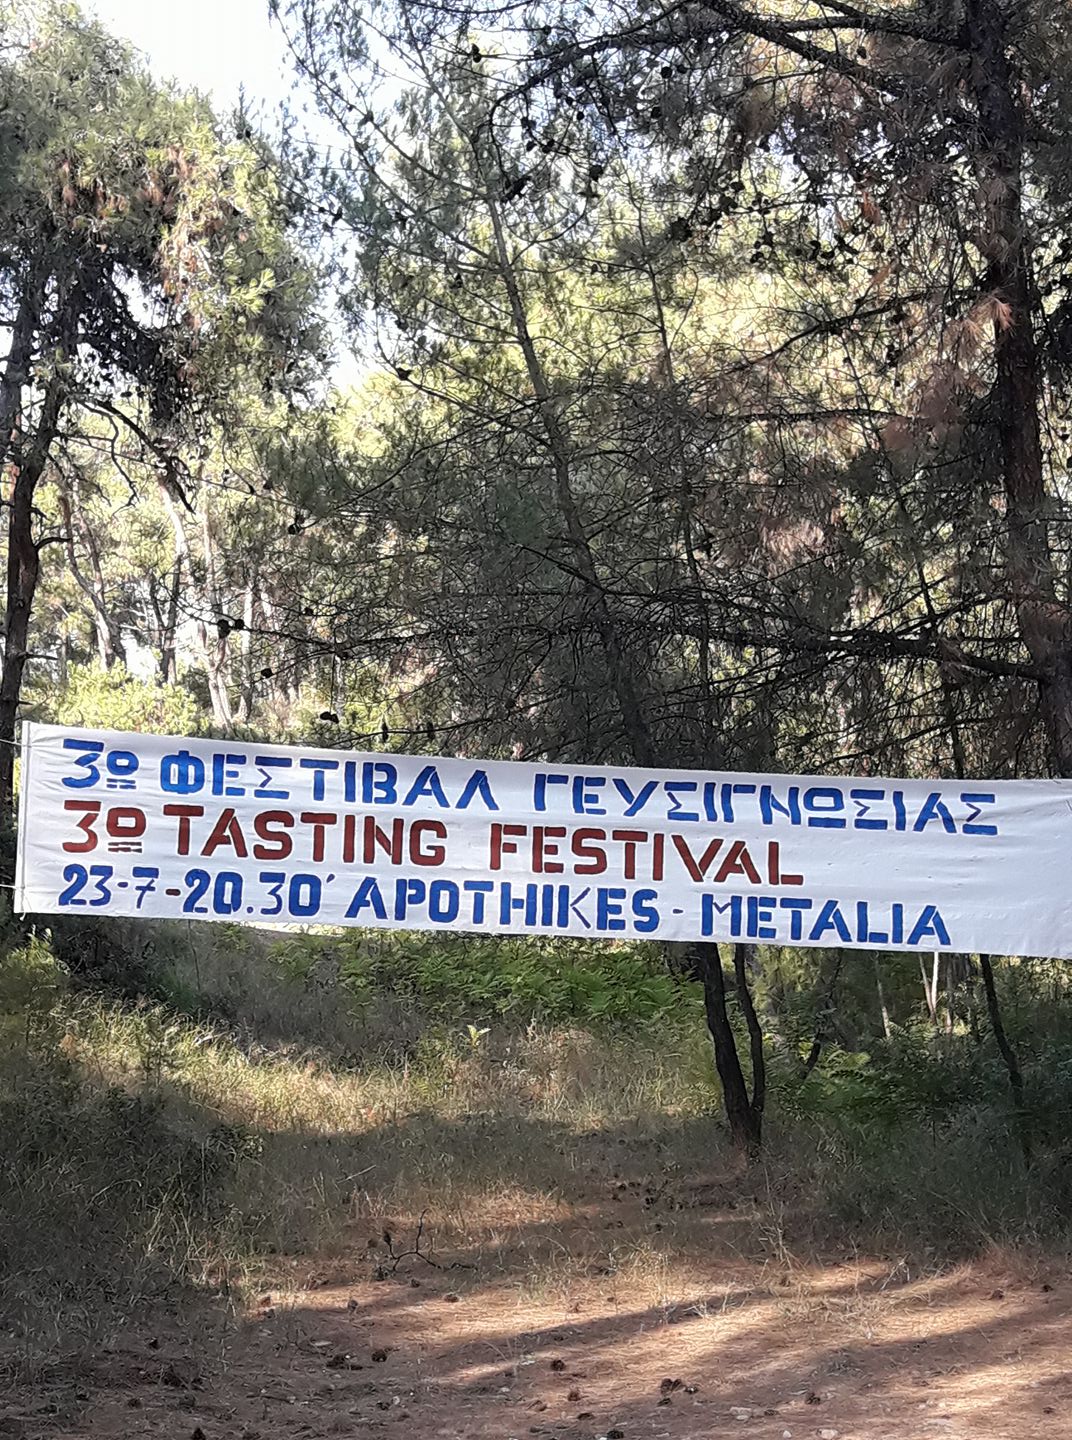 3ο ΦΕΣΤΙΒΑΛ ΓΕΥΣΙΓΝΩΣΙΑΣ
3ο TASTING FESTIVAL
23-7-20.30΄ APOTHIKES - METALIA